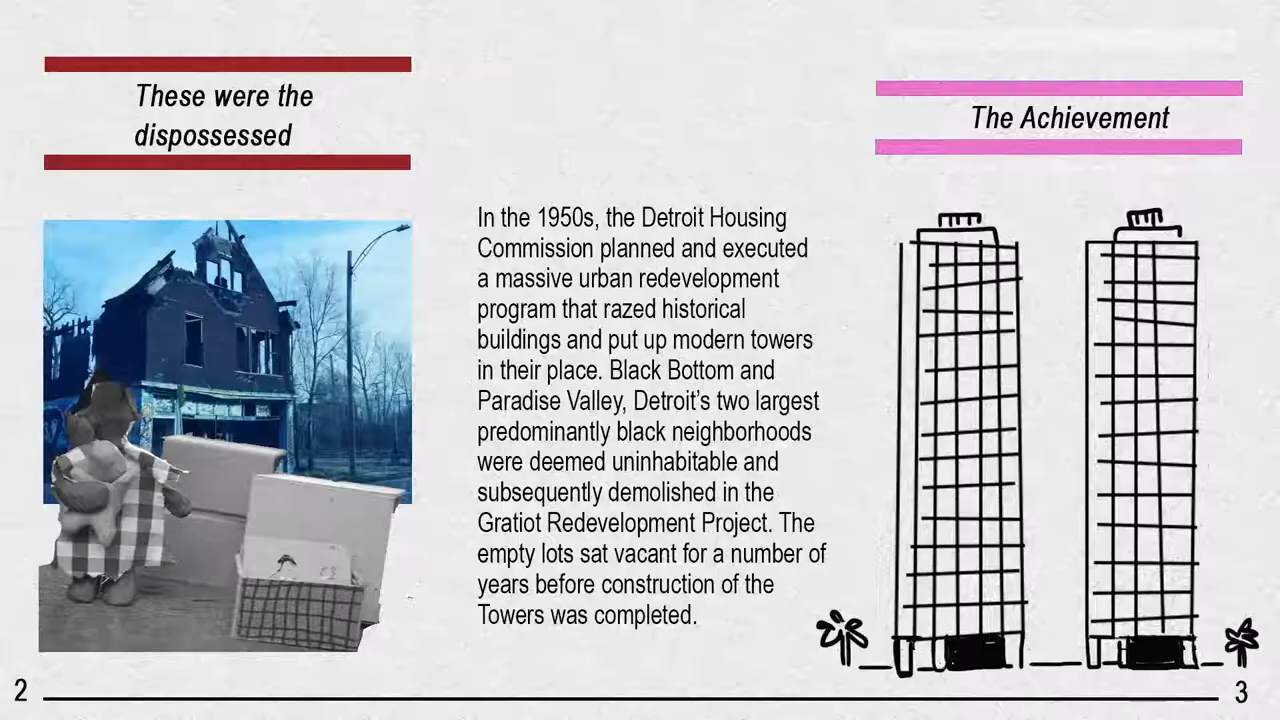 These were the
dispossessed
In the 1950s, the Detroit Housing
Commission planned and executed
a massive urban redevelopment
program that razed historical
buildings and put up modern towers
in their place. Black Bottom and
Paradise Valley, Detroit’s two largest
predominantly black neighborhoods
were deemed uninhabitable and
subsequently demolished in the
Gratiot Redevelopment Project. The
empty lots sat vacant for a number of
years before construction of the
Towers was completed.
The Achievement
2
3